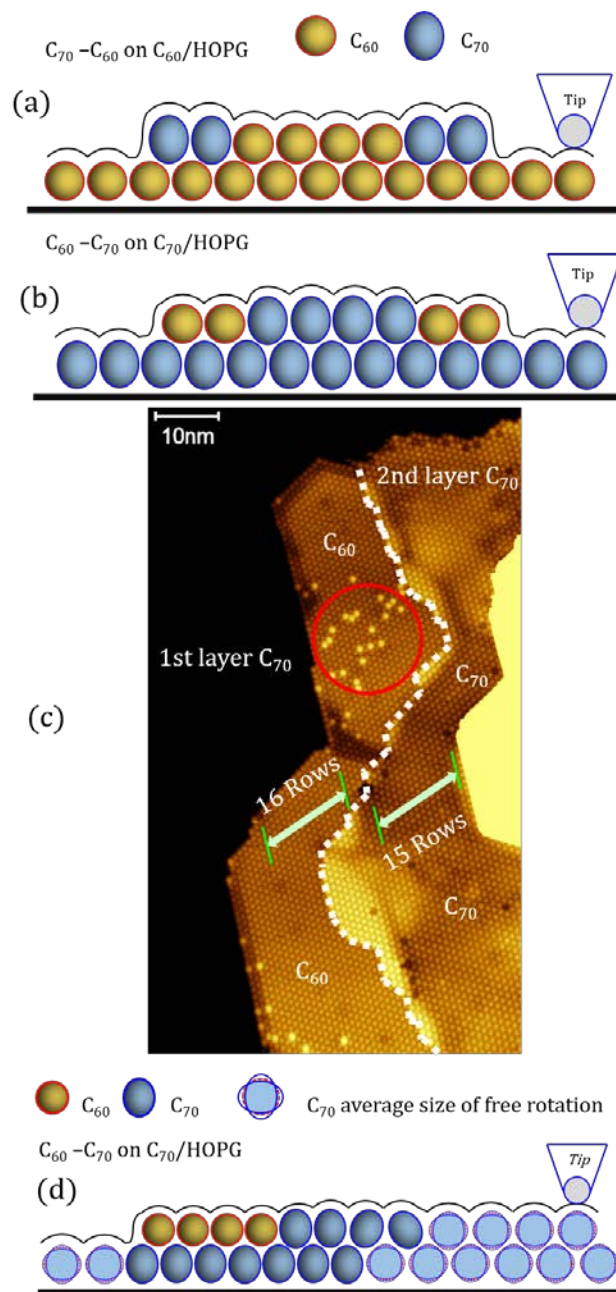 C₇₀ –C₆₀ on C₆₀/HOPG
C₆₀
C₇₀
(a)
Tip
C₆₀ –C₇₀ on C₇₀/HOPG
(b)
Tip
10nm
2nd layer C₇₀
C₆₀
1st layer C₇₀
C₇₀
(c)
16 Rows
15 Rows
C₇₀
C₆₀
C₆₀
C₇₀
C₇₀ average size of free rotation
C₆₀ –C₇₀ on C₇₀/HOPG
(d)
Tip